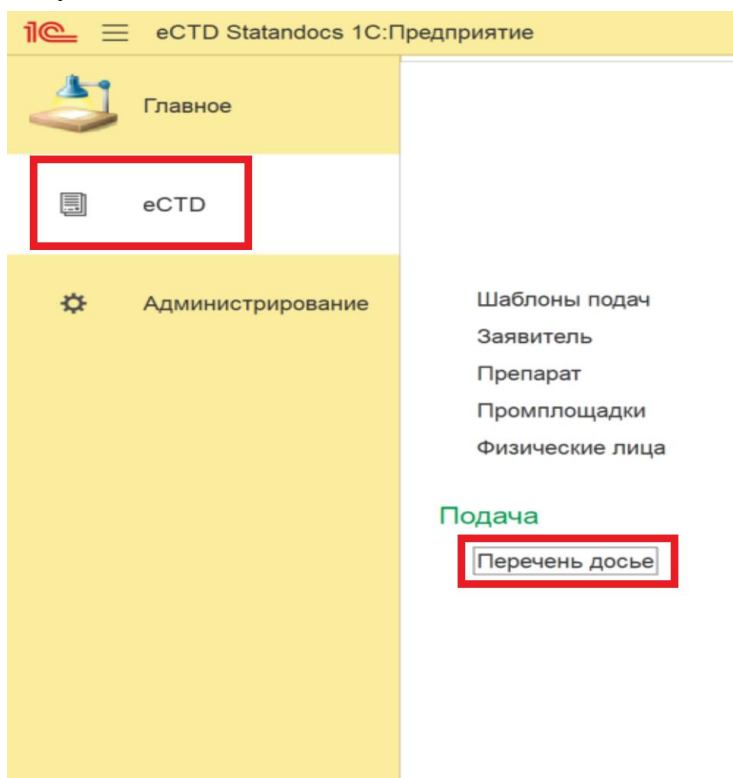 1С eCTD Statandocs 1С:Предприятие
Главное
eCTD
Администрирование
Шаблоны подач
Заявитель
Препарат
Промплощадки
Физические лица
Подача
Перечень досье